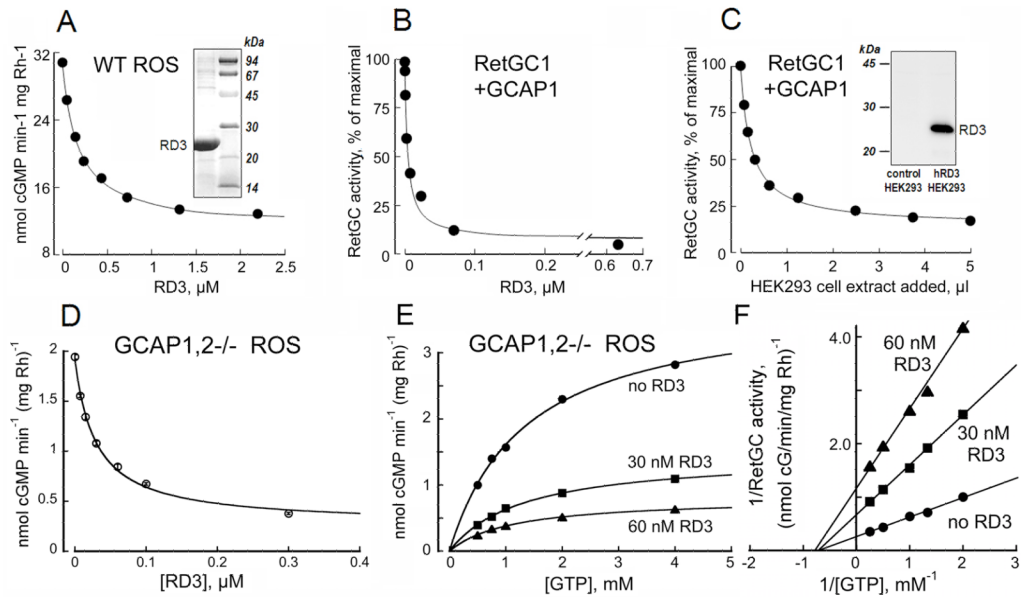 A
WT ROS
nmol cGMP min-1 mg Rh-1
32
24
16
8
kDa
94
67
45
30
20
14
RD3
0
0.5
1
1.5
2
2.5
RD3, µM
B
RetGC1
+GCAP1
RetGC activity, % of maximal
100
75
50
25
0
0
0.1
0.2
0.6
0.7
RD3, µM
C
RetGC1
+GCAP1
RetGC activity, % of maximal
100
75
50
25
0
kDa
45
30
20
RD3
control
HEK293
hRD3
HEK293
0
1
2
3
4
5
HEK293 cell extract added, µl
D
GCAP1,2-/- ROS
nmol cGMP min⁻¹ (mg Rh)⁻¹
2
1.5
1
0.5
0
0
0.1
0.2
0.3
0.4
[RD3], µM
E
GCAP1,2-/- ROS
nmol cGMP min⁻¹ (mg Rh)⁻¹
3
2
1
0
no RD3
30 nM RD3
60 nM RD3
0
1
2
3
4
5
[GTP], mM
F
1/RetGC activity,
(nmol cG/min/mg Rh)⁻¹
4.0
2.0
60 nM
RD3
30 nM
RD3
no RD3
-2
-1
0
1
2
3
1/[GTP], mM⁻¹